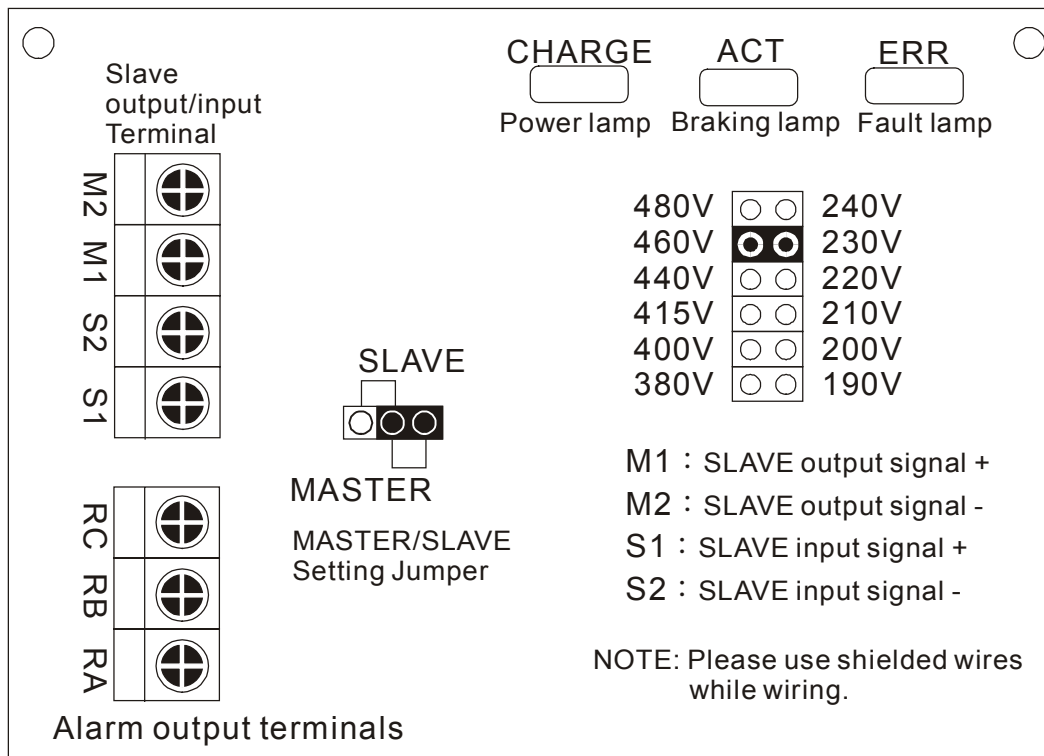 CHARGE ACT ERR
Power lamp Braking lamp Fault lamp
Slave
output/input
Terminal
M2
M1
S2
S1
480V 240V
460V 230V
440V 220V
415V 210V
400V 200V
380V 190V
SLAVE
MASTER
MASTER/SLAVE
Setting Jumper
M1 : SLAVE output signal +
M2 : SLAVE output signal -
S1 : SLAVE input signal +
S2 : SLAVE input signal -
RC
RB
RA
NOTE: Please use shielded wires
while wiring.
Alarm output terminals